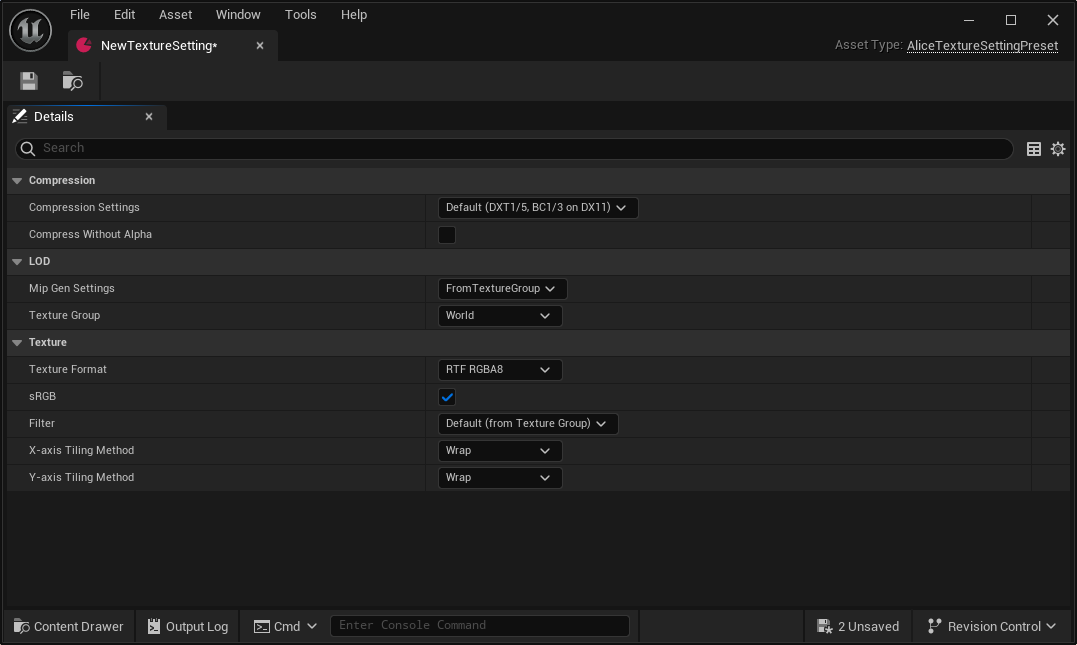 File Edit Asset Window Tools Help
NewTextureSetting*
Asset Type: AliceTextureSettingPreset
Details
Search
Compression
Compression Settings Default (DXT1/5, BC1/3 on DX11)
Compress Without Alpha
LOD
Mip Gen Settings FromTextureGroup
Texture Group World
Texture
Texture Format RTF RGBA8
sRGB
Filter Default (from Texture Group)
X-axis Tiling Method Wrap
Y-axis Tiling Method Wrap
Content Drawer Output Log Cmd Enter Console Command 2 Unsaved Revision Control